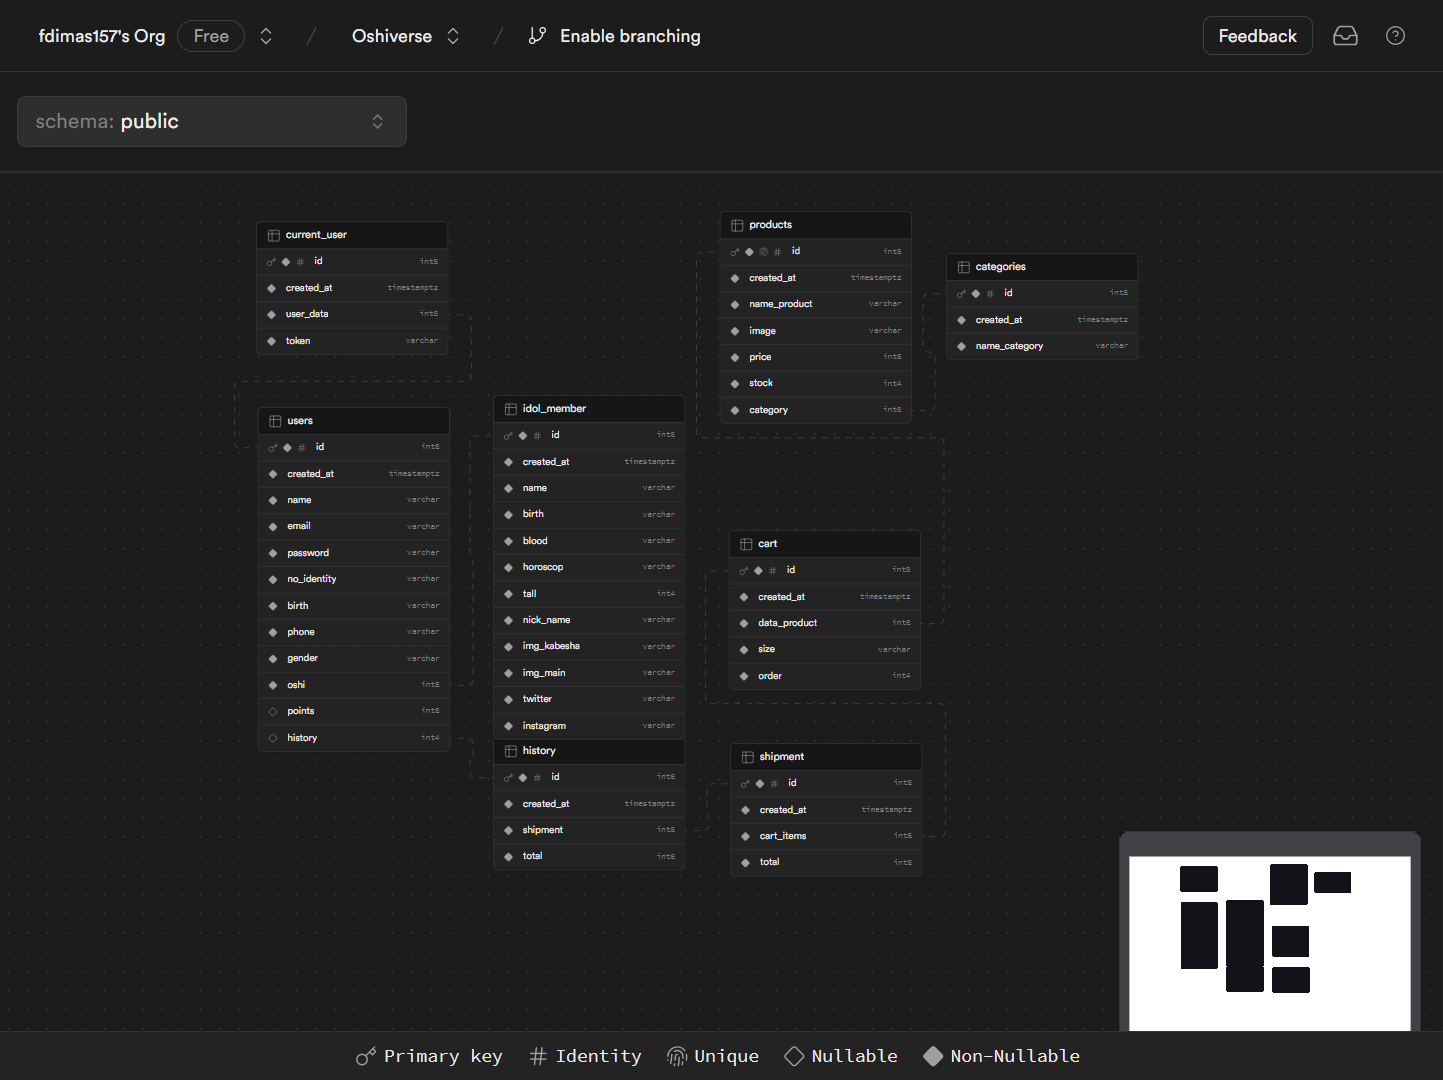 fdimas157's Org Free / Oshiverse / Enable branching Feedback
schema: public
current_user
id int8
created_at timestamptz
user_data int8
token varchar
users
id int8
created_at timestamptz
name varchar
email varchar
password varchar
no_identity varchar
birth varchar
phone varchar
gender varchar
oshi int8
points int8
history int4
idol_member
id int8
created_at timestamptz
name varchar
birth varchar
blood varchar
horoscop varchar
tall int4
nick_name varchar
img_kabesha varchar
img_main varchar
twitter varchar
instagram varchar
history
id int8
created_at timestamptz
shipment int8
total int8
products
id int8
created_at timestamptz
name_product varchar
image varchar
price int8
stock int4
category int8
categories
id int8
created_at timestamptz
name_category varchar
cart
id int8
created_at timestamptz
data_product int8
size varchar
order int4
shipment
id int8
created_at timestamptz
cart_items int8
total int8
Primary key Identity Unique Nullable Non-Nullable